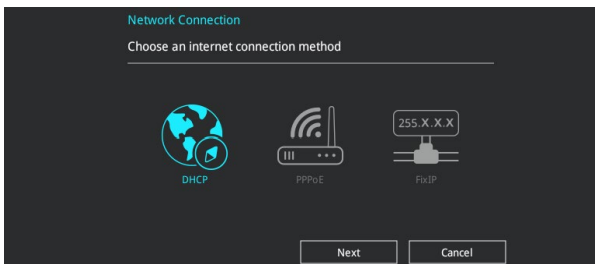 Network Connection
Choose an internet connection method
255.X.X.X
DHCP PPPoE FixIP
Next Cancel